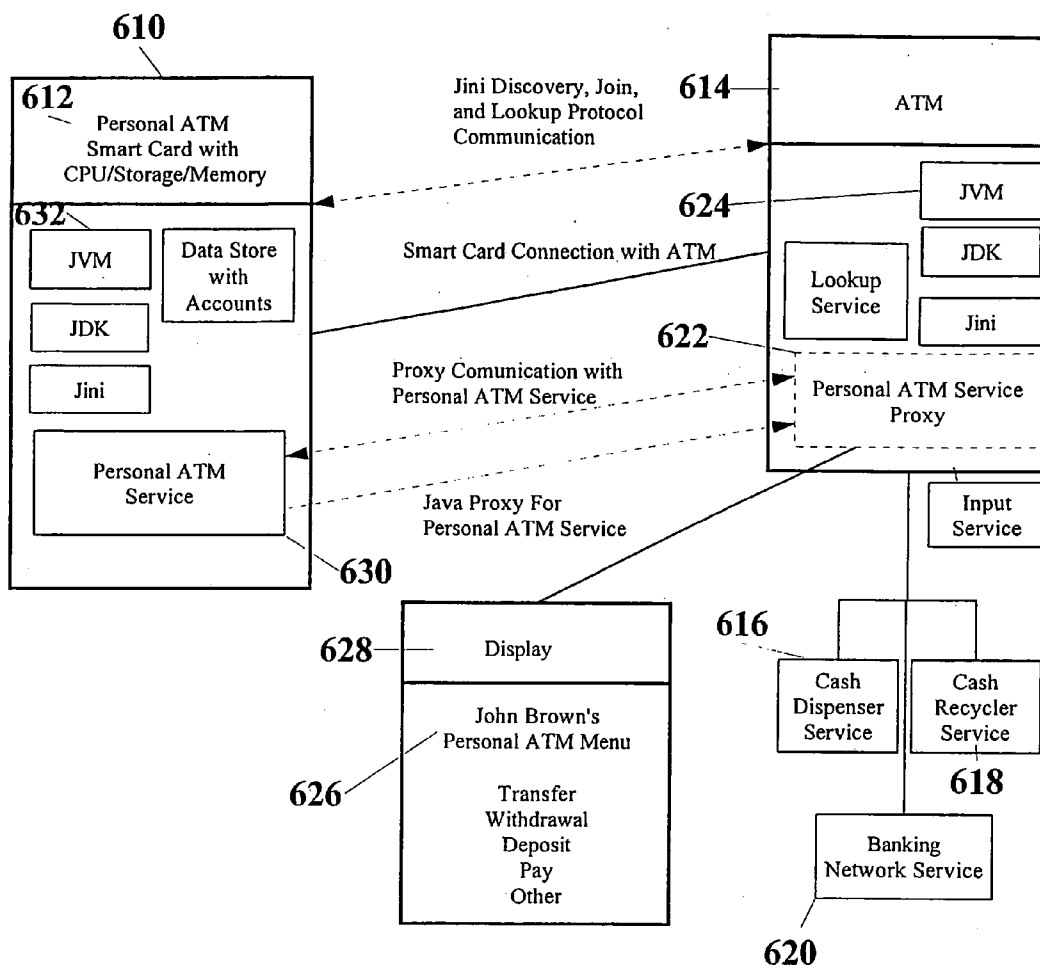 610
612
Personal ATM
Smart Card with
CPU/Storage/Memory
632
JVM
Data Store
with
Accounts
JDK
Jini
Personal ATM
Service
630
Jini Discovery, Join,
and Lookup Protocol
Communication
Smart Card Connection with ATM
Proxy Comunication with
Personal ATM Service
Java Proxy For
Personal ATM Service
614
ATM
624
JVM
JDK
Lookup
Service
Jini
622
Personal ATM Service
Proxy
Input
Service
628
Display
John Brown's
Personal ATM Menu
626
Transfer
Withdrawal
Deposit
Pay
Other
616
Cash
Dispenser
Service
Cash
Recycler
Service
618
Banking
Network Service
620